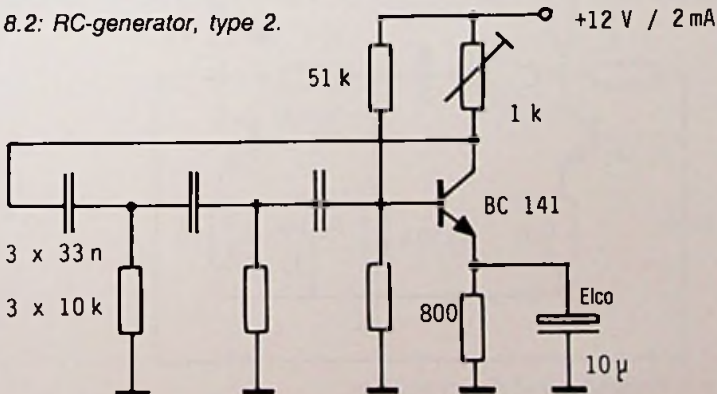 8.2: RC-generator, type 2.
+12 V / 2 mA
51 k
1 k
BC 141
3 x 33 n
3 x 10 k
800
Elco
10 µ